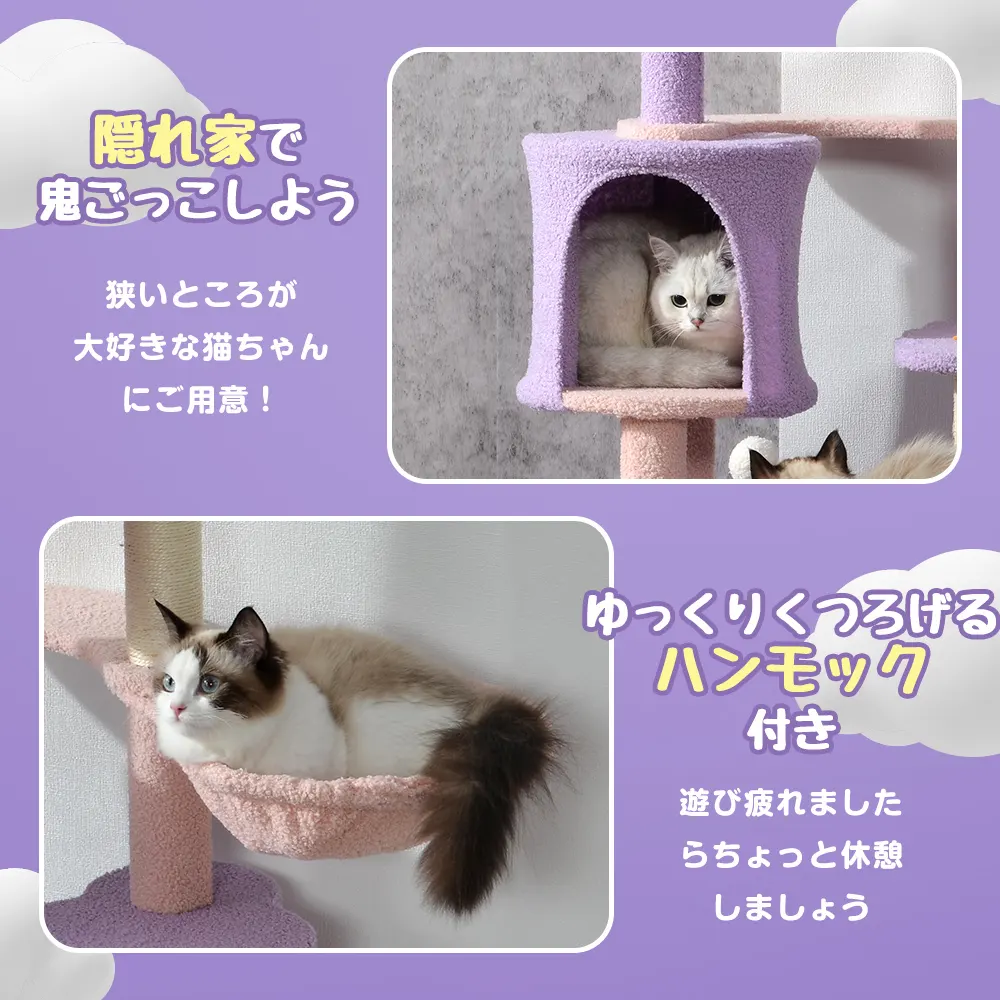 隠れ家で
鬼ごっこしよう
狭いところが
大好きな猫ちゃん
にご用意！
ゆっくりくつろげる
ハンモック
付き
遊び疲れました
らちょっと休憩
しましょう